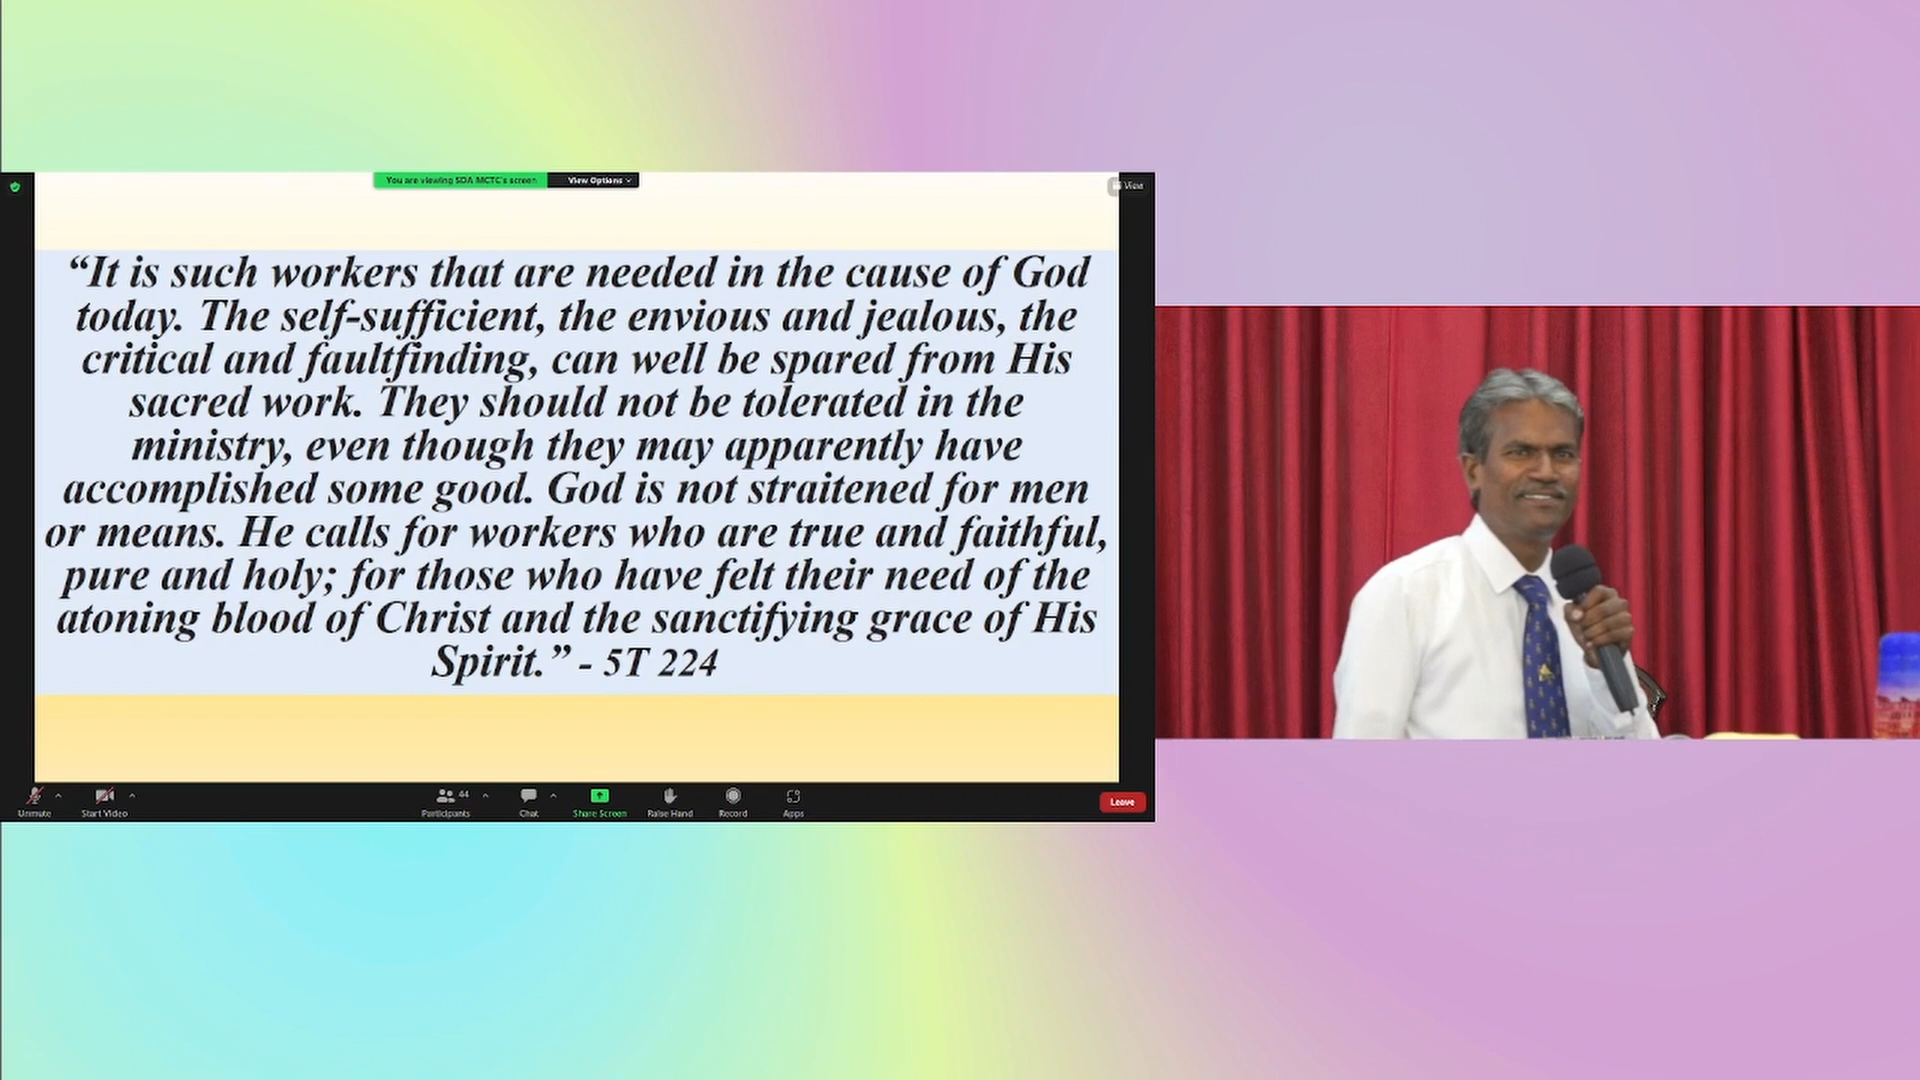 You are viewing SDA MCTC's screen
View Options
View
“It is such workers that are needed in the cause of God
today. The self-sufficient, the envious and jealous, the
critical and faultfinding, can well be spared from His
sacred work. They should not be tolerated in the
ministry, even though they may apparently have
accomplished some good. God is not straitened for men
or means. He calls for workers who are true and faithful,
pure and holy; for those who have felt their need of the
atoning blood of Christ and the sanctifying grace of His
Spirit.” - 5T 224
44
Unmute
Start Video
Participants
Chat
Share Screen
Raise Hand
Record
Apps
Leave